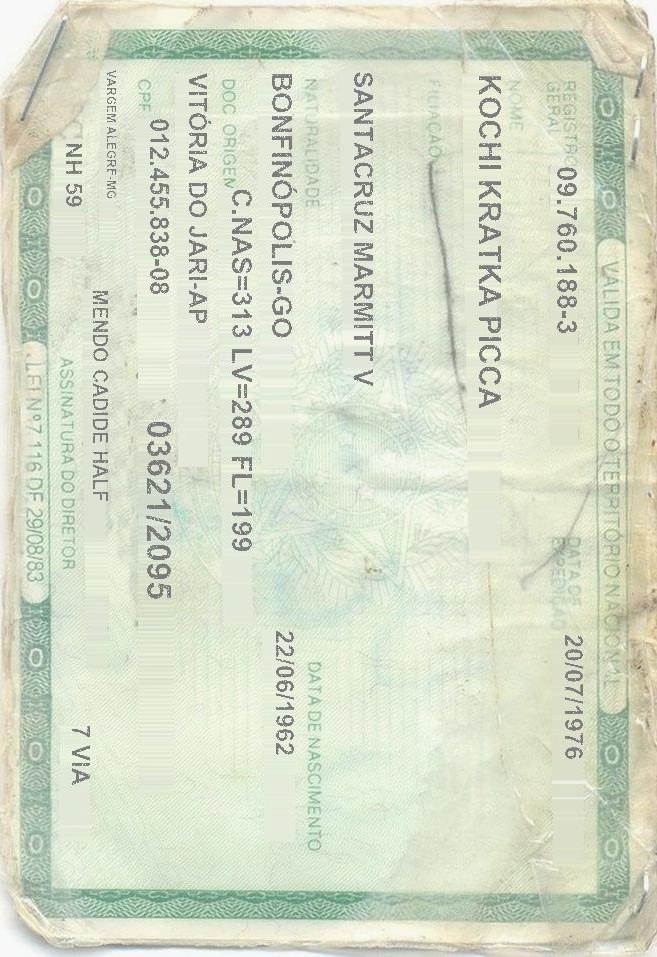 VALIDA EM TODO O TERRITÓRIO NACIONAL
REGISTRO GERAL 09.760.188-3 DATA DE EXPEDIÇÃO 20/07/1976
NOME
KOCHI KRATKA PICCA
FILIAÇÃO
SANTACRUZ MARMITT V
NATURALIDADE DATA DE NASCIMENTO
BONFINÓPOLIS-GO 22/06/1962
DOC ORIGEM C.NAS=313 LV=289 FL=199
VITÓRIA DO JARI-AP
CPF 012.455.838-08 03621/2095
VARGEM ALEGRE-MG MENDO CADIDE HALF
NH 59 ASSINATURA DO DIRETOR 7 VIA
LEI Nº 7.116 DE 29/08/83